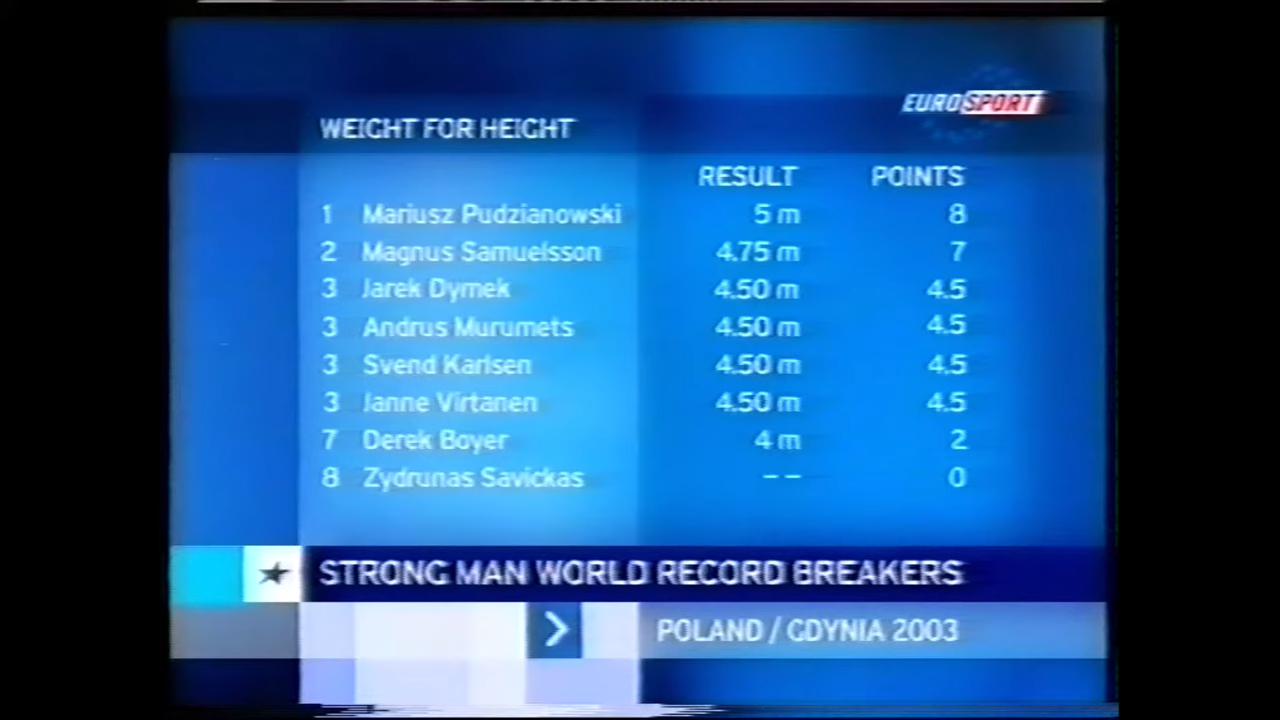 EUROSPORT
WEIGHT FOR HEIGHT
RESULT POINTS
1 Mariusz Pudzianowski 5 m 8
2 Magnus Samuelsson 4.75 m 7
3 Jarek Dymek 4.50 m 4.5
3 Andrus Murumets 4.50 m 4.5
3 Svend Karlsen 4.50 m 4.5
3 Janne Virtanen 4.50 m 4.5
7 Derek Boyer 4 m 2
8 Zydrunas Savickas -- 0
STRONG MAN WORLD RECORD BREAKERS
POLAND / GDYNIA 2003